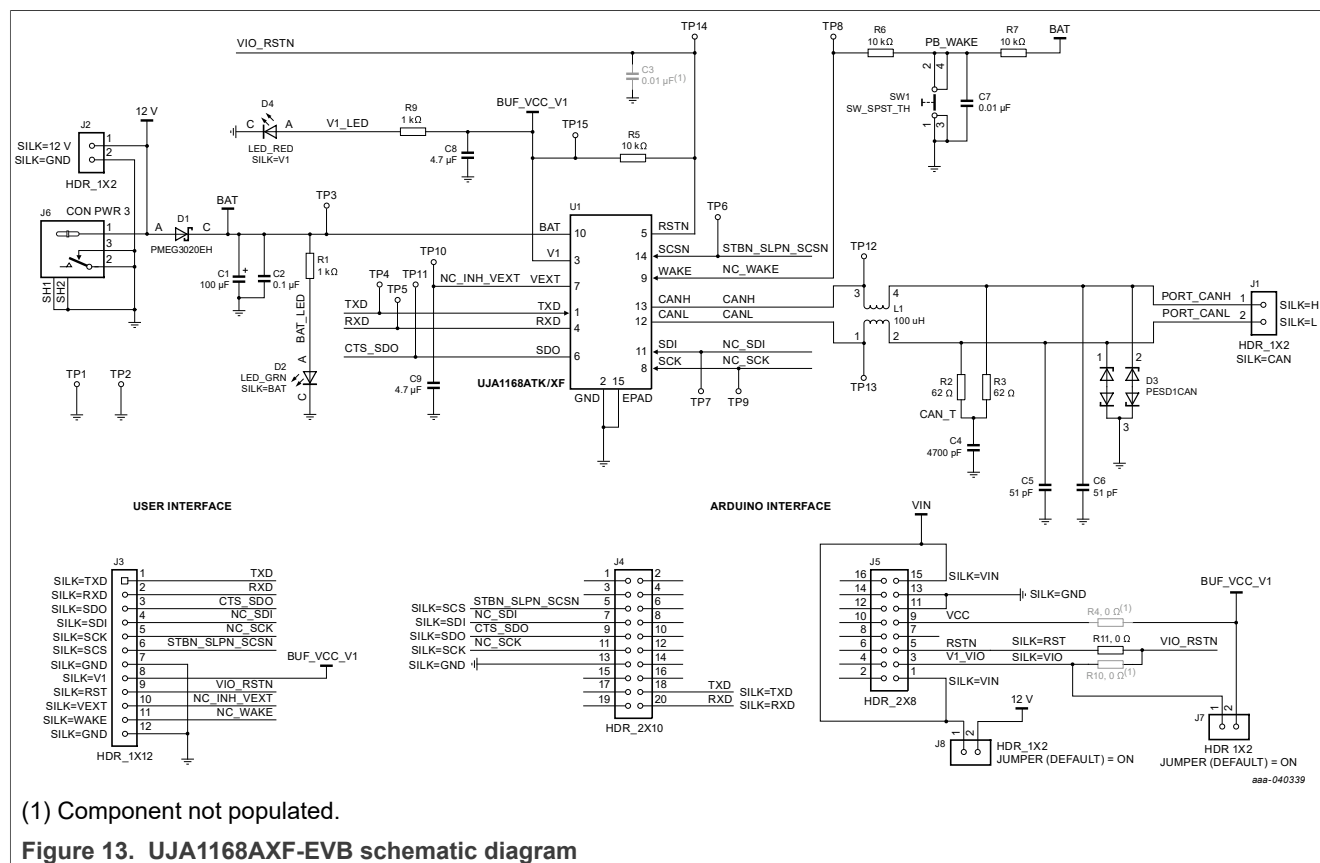 TP14
TP8
R6
10 kΩ
PB_WAKE
R7
10 kΩ
BAT
VIO_RSTN
C3
0.01 µF(1)
2
4
SW1
SW_SPST_TH
1
3
C7
0.01 µF
J2
12 V
SILK=12 V
SILK=GND
1
2
HDR_1X2
D4
C
A
LED_RED
SILK=V1
V1_LED
R9
1 kΩ
BUF_VCC_V1
C8
4.7 µF
TP15
R5
10 kΩ
J6
CON PWR 3
1
3
2
SH1
SH2
A
D1
C
PMEG3020EH
BAT
TP3
C1
100 µF
+
C2
0.1 µF
R1
1 kΩ
BAT_LED
A
D2
LED_GRN
SILK=BAT
C
TP1
TP2
TP4
TP5
TP11
TP10
NC_INH_VEXT
TXD
RXD
CTS_SDO
C9
4.7 µF
U1
BAT
10
V1
3
VEXT
7
TXD
1
RXD
4
SDO
6
5
RSTN
14
SCSN
9
WAKE
13
CANH
12
CANL
11
SDI
8
SCK
UJA1168ATK/XF
2
15
GND
EPAD
TP6
STBN_SLPN_SCSN
NC_WAKE
CANH
CANL
NC_SDI
NC_SCK
TP7
TP9
TP12
3
4
L1
100 uH
1
2
TP13
R2
62 Ω
R3
62 Ω
CAN_T
C4
4700 pF
C5
51 pF
C6
51 pF
1
2
D3
PESD1CAN
3
PORT_CANH
PORT_CANL
J1
1
2
SILK=H
SILK=L
HDR_1X2
SILK=CAN
USER INTERFACE
ARDUINO INTERFACE
J3
SILK=TXD 1 TXD
SILK=RXD 2 RXD
SILK=SDO 3 CTS_SDO
SILK=SDI 4 NC_SDI
SILK=SCK 5 NC_SCK
SILK=SCS 6 STBN_SLPN_SCSN
SILK=GND 7
SILK=V1 8 BUF_VCC_V1
SILK=RST 9 VIO_RSTN
SILK=VEXT 10 NC_INH_VEXT
SILK=WAKE 11 NC_WAKE
SILK=GND 12
HDR_1X12
J4
1 2
3 4
SILK=SCS STBN_SLPN_SCSN 5 6
SILK=SDI NC_SDI 7 8
SILK=SDO CTS_SDO 9 10
SILK=SCK NC_SCK 11 12
SILK=GND 13 14
15 16
17 18 TXD SILK=TXD
19 20 RXD SILK=RXD
HDR_2X10
VIN
J5
16 15 SILK=VIN
14 13 SILK=GND
12 11
10 9 VCC
8 7
6 5 RSTN SILK=RST
4 3 V1_VIO SILK=VIO
2 1 SILK=VIN
HDR_2X8
BUF_VCC_V1
R4, 0 Ω(1)
R11, 0 Ω
R10, 0 Ω(1)
VIO_RSTN
12 V
1
2
J8
HDR_1X2
JUMPER (DEFAULT) = ON
1
2
J7
HDR 1X2
JUMPER (DEFAULT) = ON
aaa-040339
(1) Component not populated.
Figure 13. UJA1168AXF-EVB schematic diagram